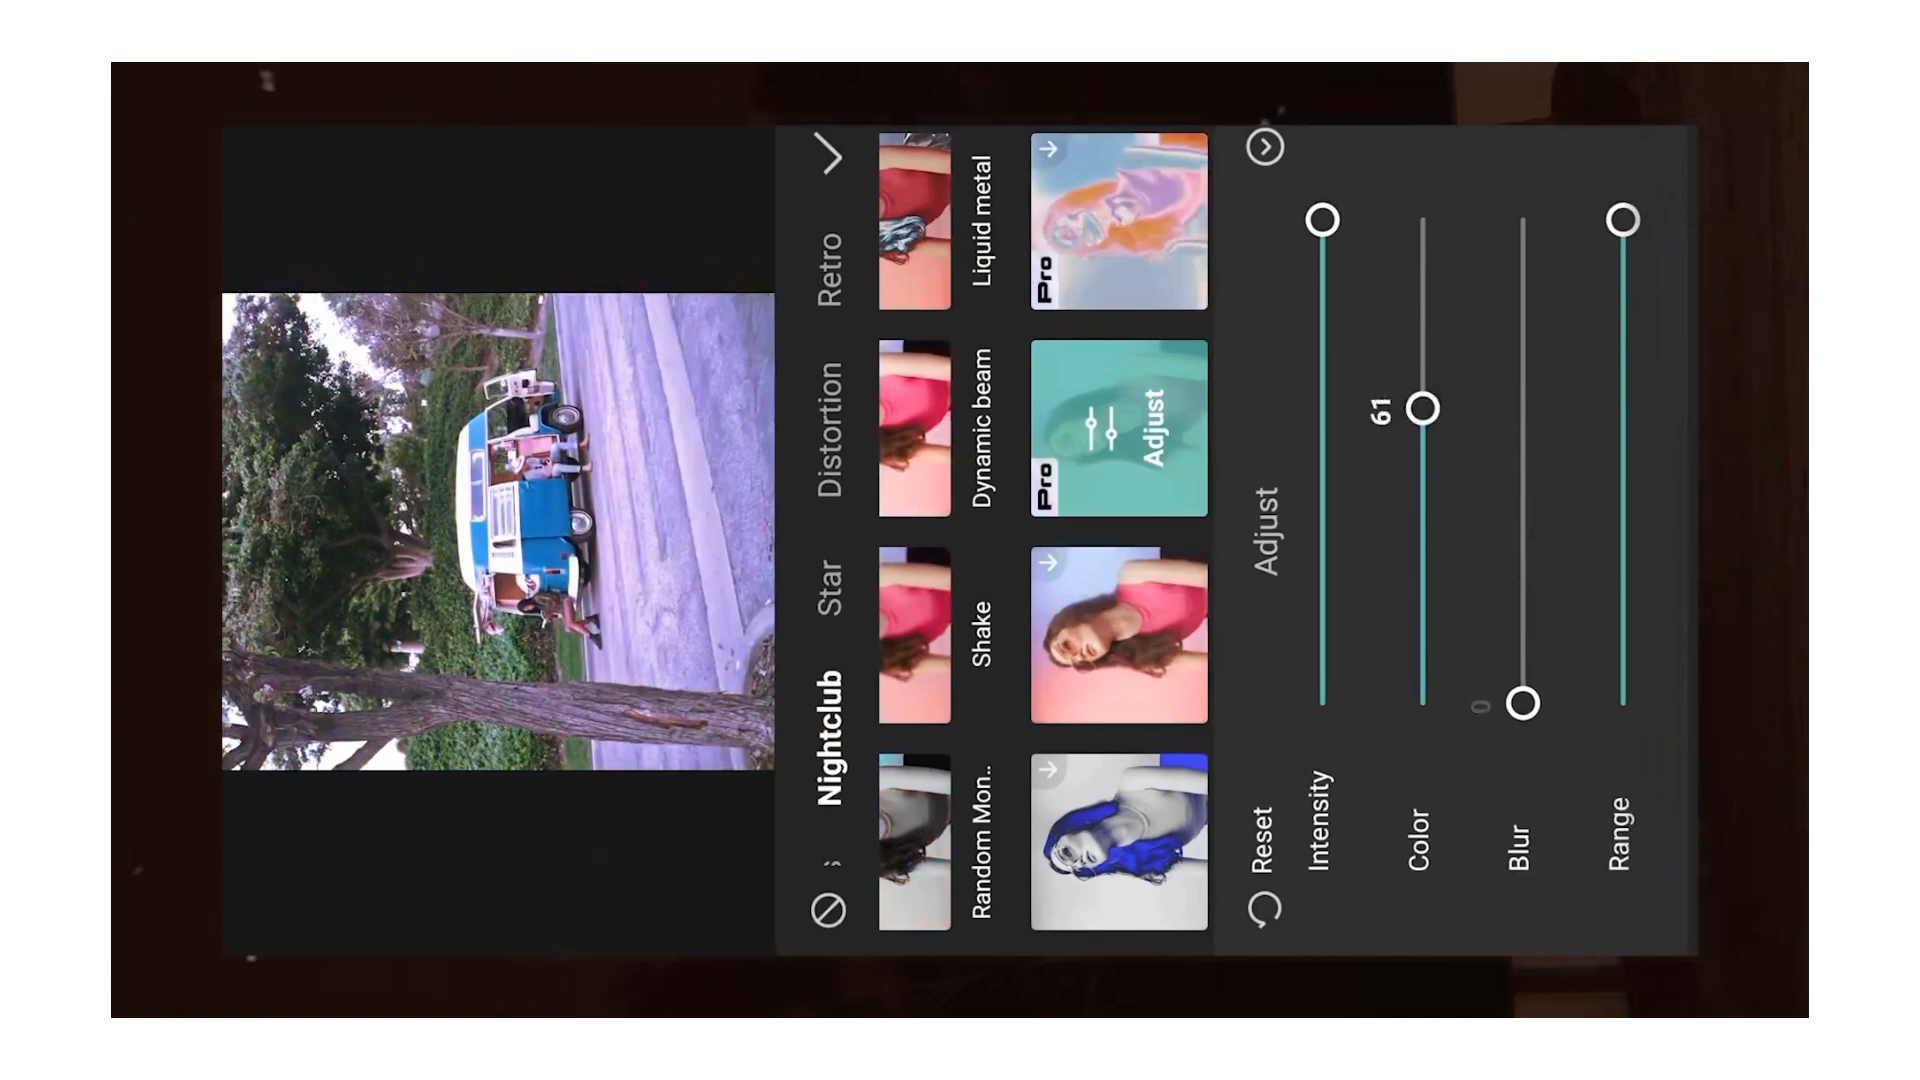 s Nightclub Star Distortion Retro
Random Mon.. Shake Dynamic beam Liquid metal
Pro Pro
Adjust
Reset Adjust
Intensity
61
Color
0
Blur
Range